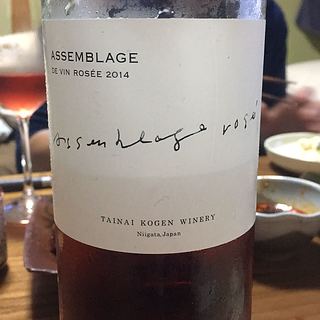 ASSEMBLAGE
DE VIN ROSÉE 2014
assemblage rosé
TAINAI KOGEN WINERY
Niigata,Japan